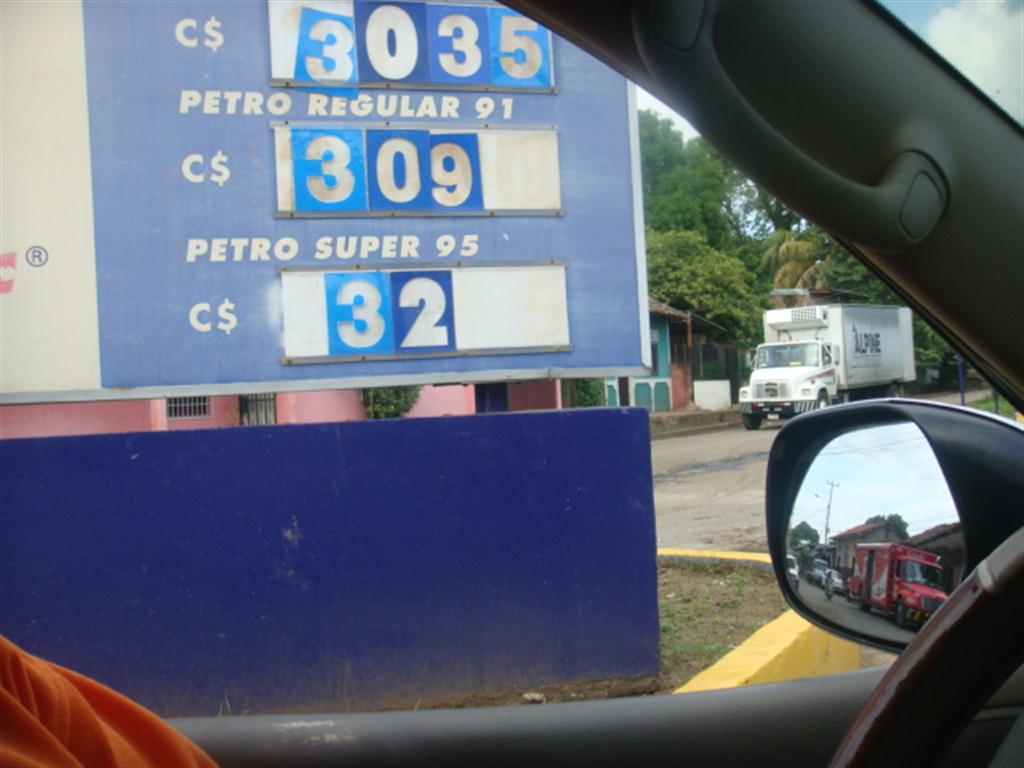 C$ 3035
PETRO REGULAR 91
C$ 309
PETRO SUPER 95
C$ 32
®
ALPINE